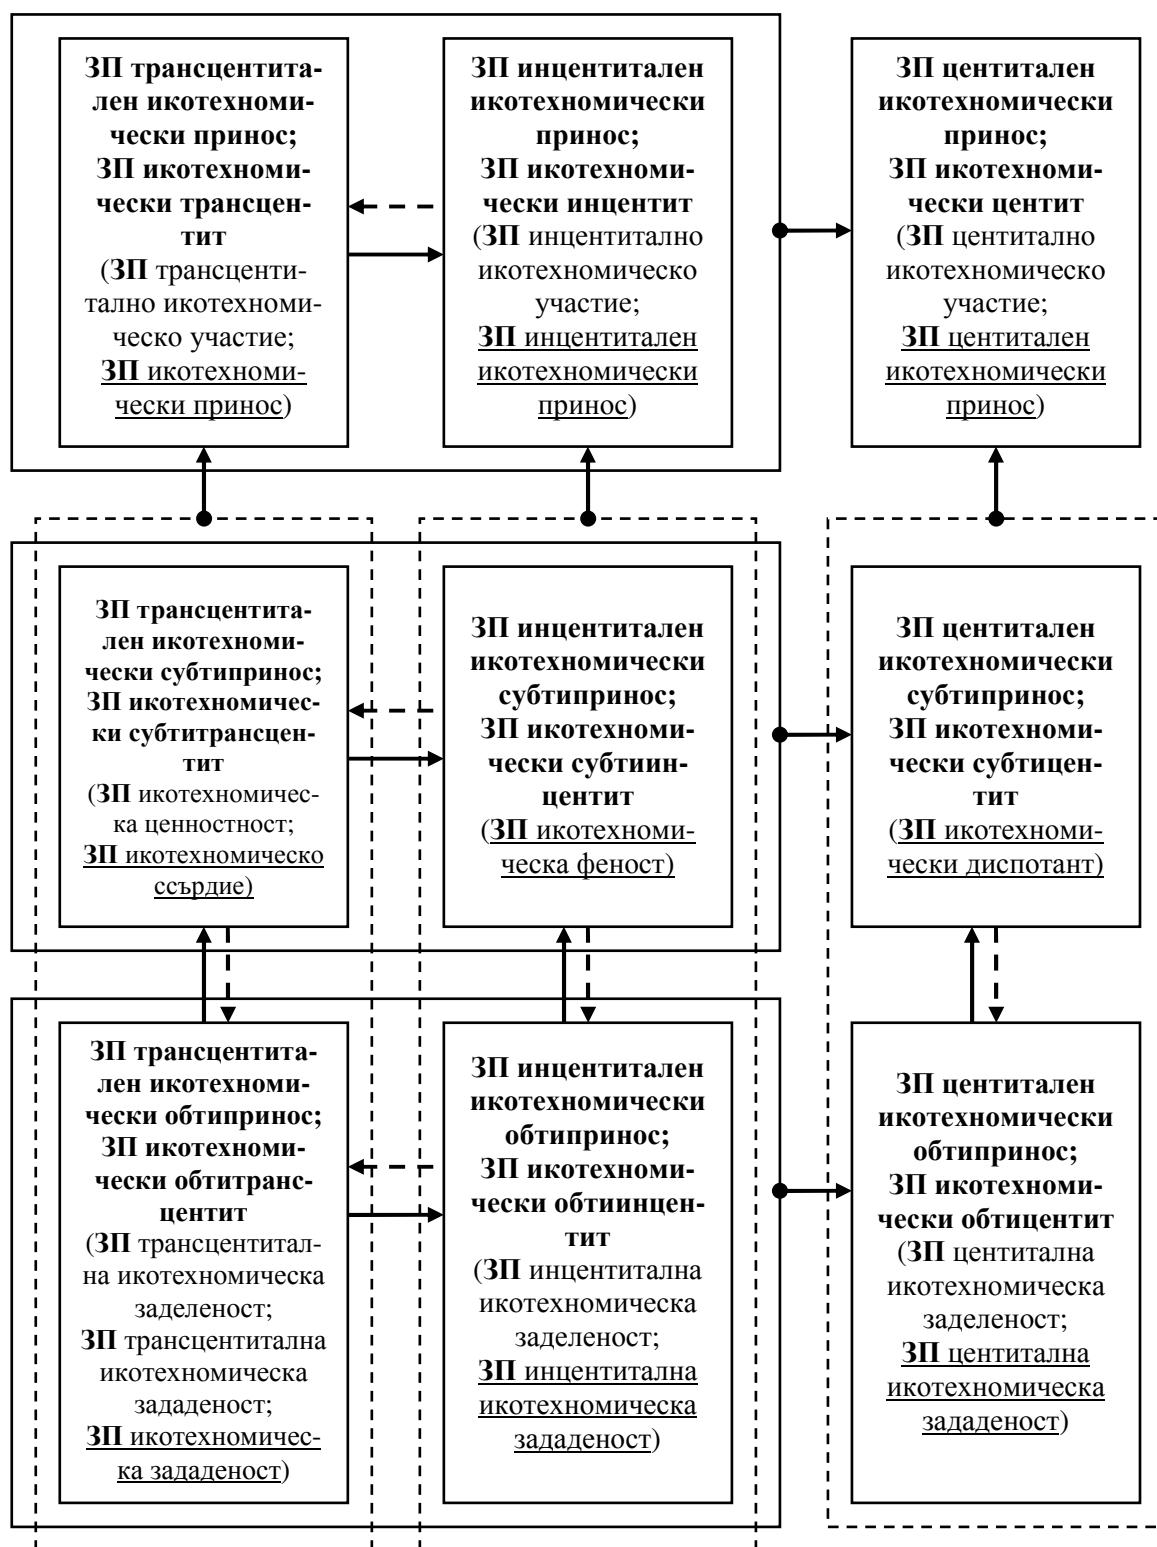 ЗП трансцентита-
лен икотехноми-
чески принос;
ЗП икотехноми-
чески трансцен-
тит
(ЗП трансценти-
тално икотехноми-
ческо участие;
ЗП икотехноми-
чески принос)
ЗП инцентитален
икотехномически
принос;
ЗП икотехноми-
чески инцентит
(ЗП инцентитално
икотехномическо
участие;
ЗП инцентитален
икотехномически
принос)
ЗП центитален
икотехномически
принос;
ЗП икотехноми-
чески центит
(ЗП центитално
икотехномическо
участие;
ЗП центитален
икотехномически
принос)
ЗП трансцентита-
лен икотехноми-
чески субтипринос;
ЗП икотехномичес-
ки субтитрансцен-
тит
(ЗП икотехномичес-
ка ценностност;
ЗП икотехномическо
ссърдие)
ЗП инцентитален
икотехномически
субтипринос;
ЗП икотехноми-
чески субтиин-
центит
(ЗП икотехноми-
ческа феност)
ЗП центитален
икотехномически
субтипринос;
ЗП икотехноми-
чески субтицен-
тит
(ЗП икотехноми-
чески диспотант)
ЗП трансцентита-
лен икотехноми-
чески обтипринос;
ЗП икотехноми-
чески обтитранс-
центит
(ЗП трансцентитал-
на икотехномическа
заделеност;
ЗП трансцентитална
икотехномическа
зададеност;
ЗП икотехномичес-
ка зададеност)
ЗП инцентитален
икотехномически
обтипринос;
ЗП икотехноми-
чески обтиинцен-
тит
(ЗП инцентитална
икотехномическа
заделеност;
ЗП инцентитална
икотехномическа
зададеност)
ЗП центитален
икотехномически
обтипринос;
ЗП икотехноми-
чески обтицентит
(ЗП центитална
икотехномическа
заделеност;
ЗП центитална
икотехномическа
зададеност)